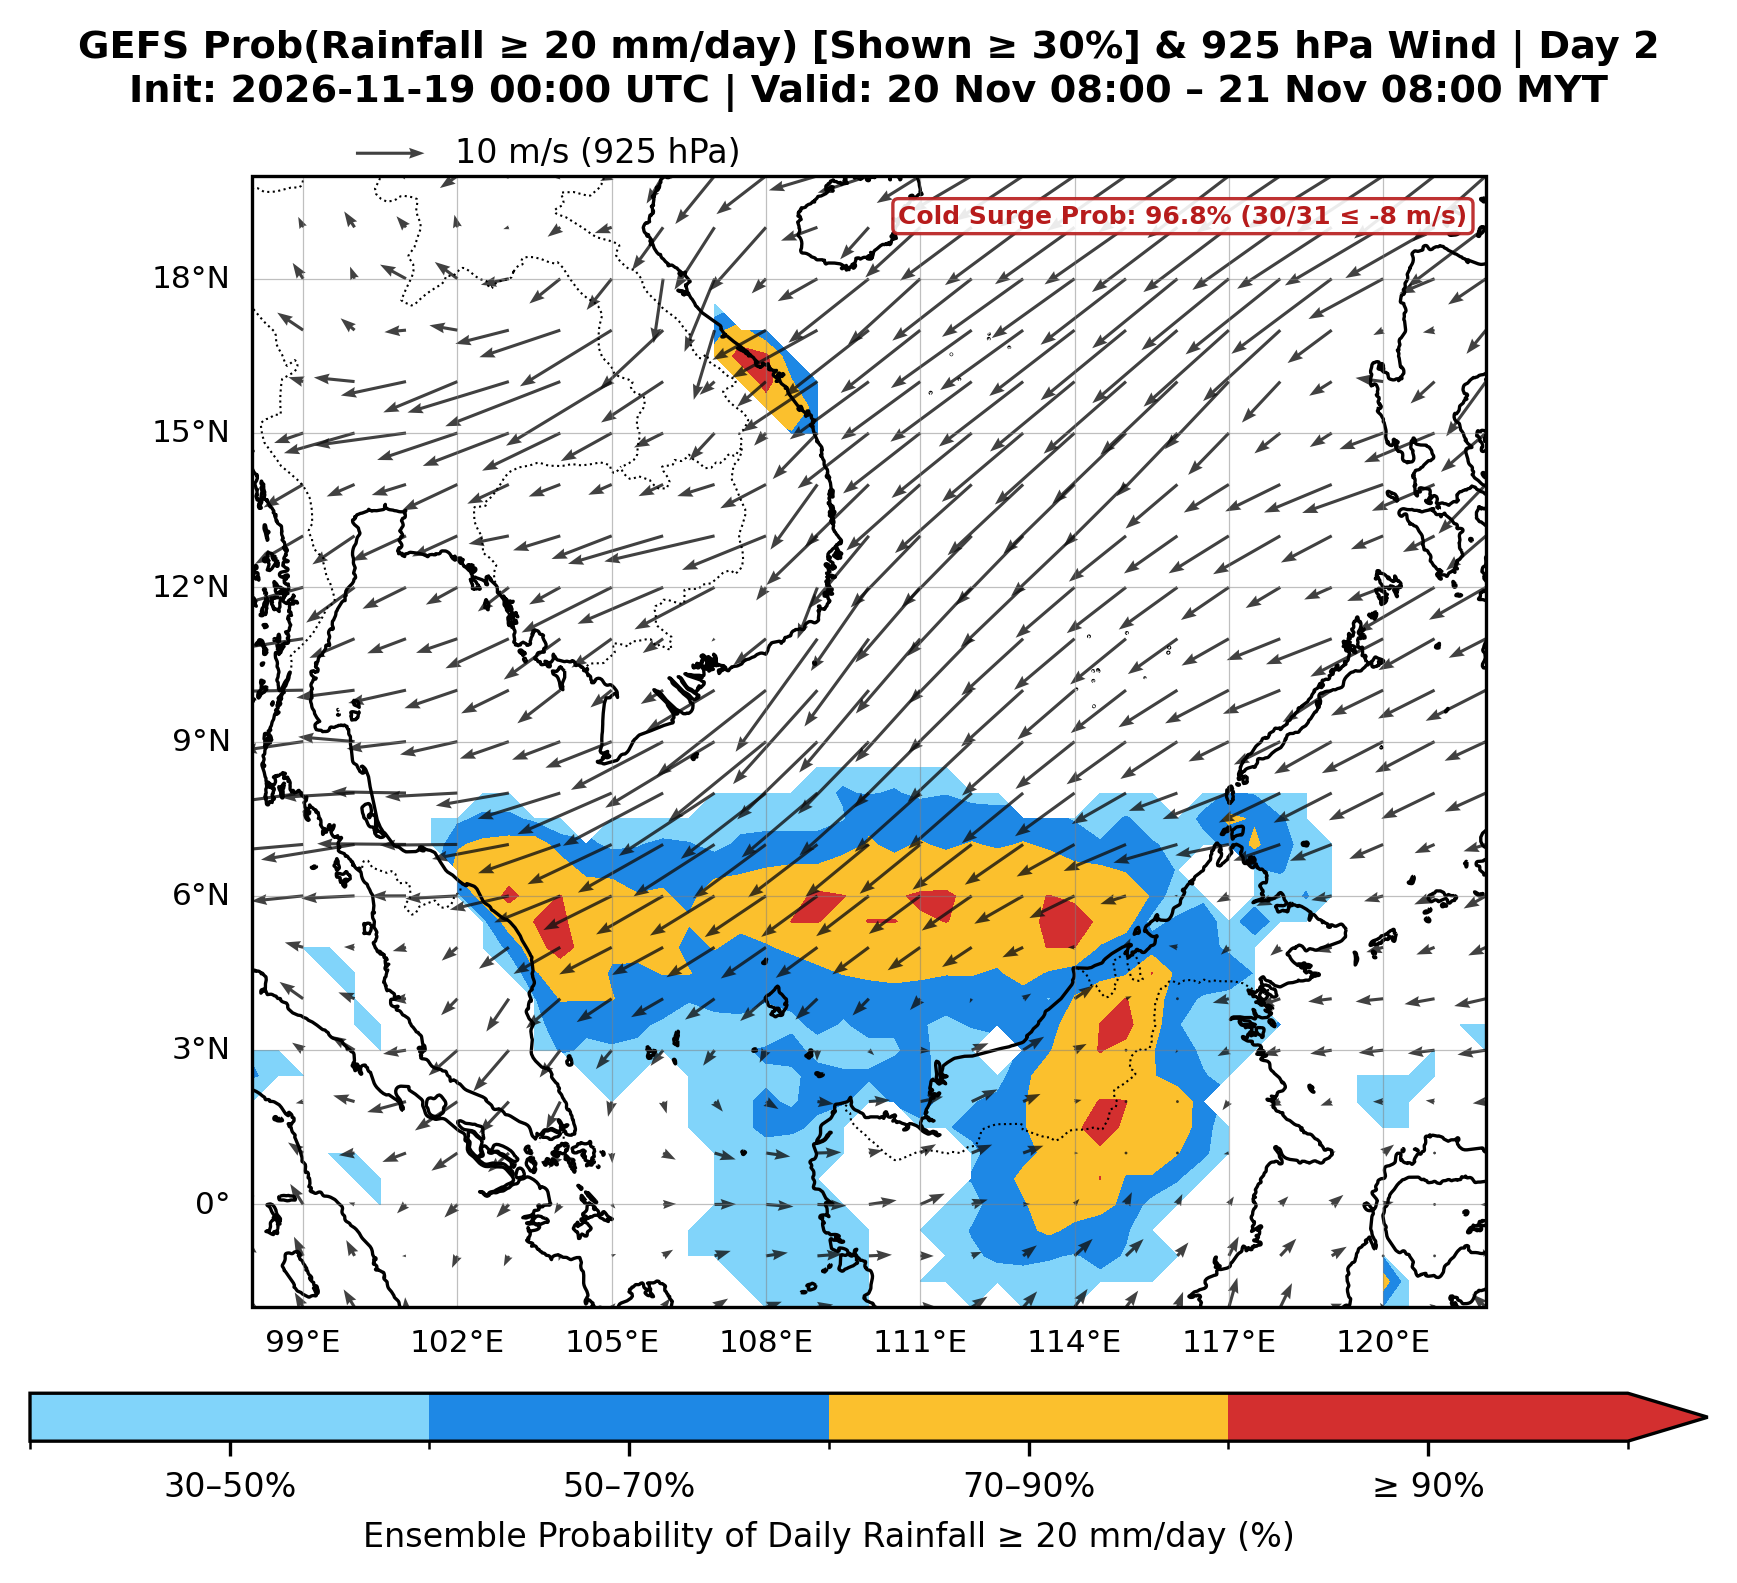 GEFS Prob(Rainfall ≥ 20 mm/day) [Shown ≥ 30%] & 925 hPa Wind | Day 2
Init: 2026-11-19 00:00 UTC | Valid: 20 Nov 08:00 – 21 Nov 08:00 MYT
10 m/s (925 hPa)
Cold Surge Prob: 96.8% (30/31 ≤ -8 m/s)
18°N
15°N
12°N
9°N
6°N
3°N
0°
99°E 102°E 105°E 108°E 111°E 114°E 117°E 120°E
30–50% 50–70% 70–90% ≥ 90%
Ensemble Probability of Daily Rainfall ≥ 20 mm/day (%)